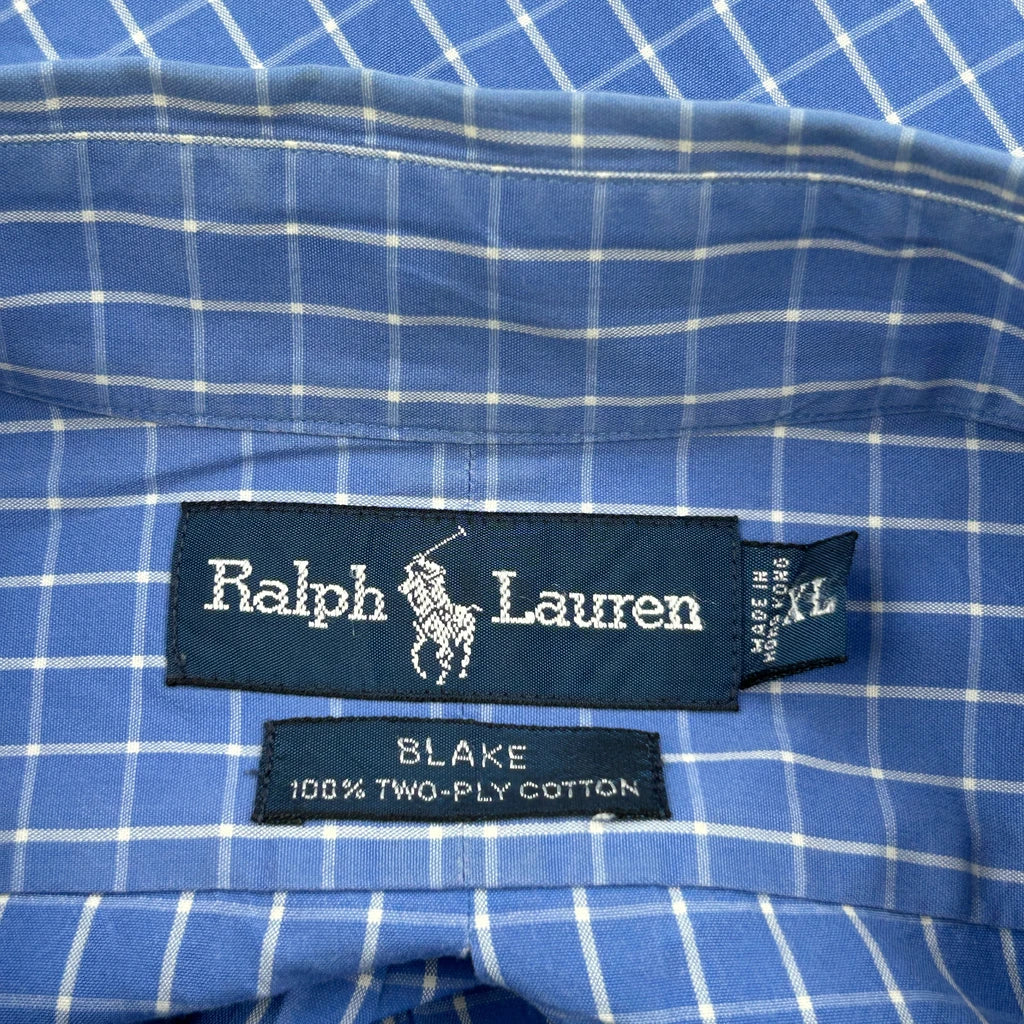 Ralph Lauren
MADE IN
HONG KONG
XL
BLAKE
100% TWO-PLY COTTON